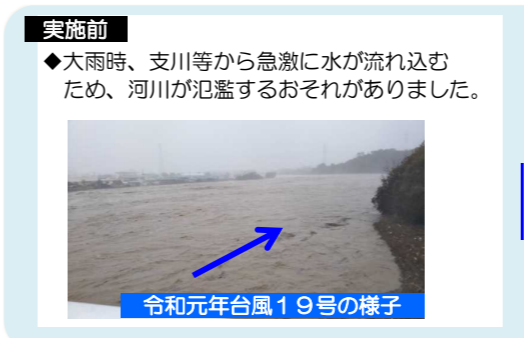 実施前
◆大雨時、支川等から急激に水が流れ込む
ため、河川が氾濫するおそれがありました。
令和元年台風１９号の様子